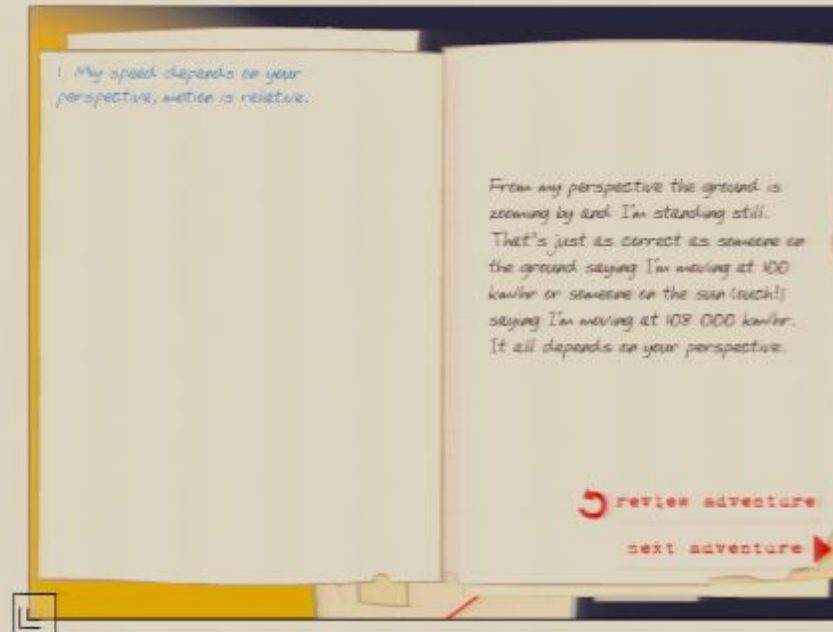 1. My speed depends on your
perspective, motion is relative.
From my perspective the ground is
zooming by and I'm standing still.
That's just as correct as someone on
the ground saying I'm moving at 100
km/hr or someone on the sun (ouch!)
saying I'm moving at 108 000 km/hr.
It all depends on your perspective.
review adventure
next adventure